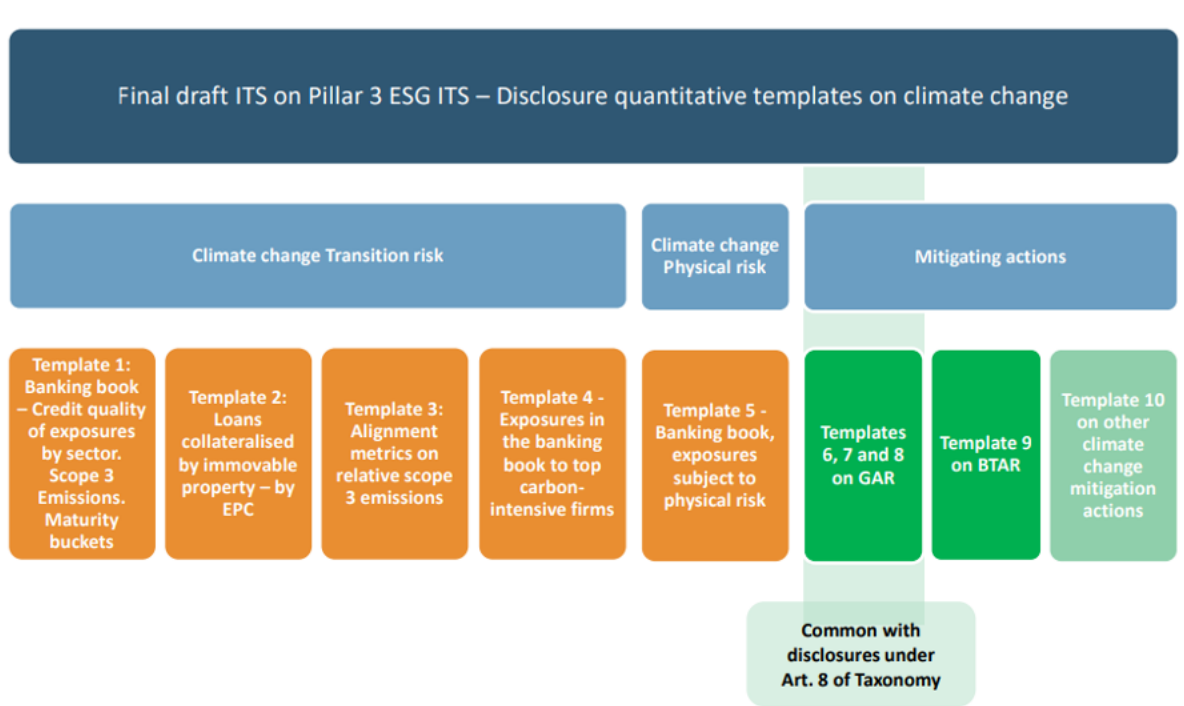 Final draft ITS on Pillar 3 ESG ITS – Disclosure quantitative templates on climate change
Climate change Transition risk
Climate change
Physical risk
Mitigating actions
Template 1:
Banking book
– Credit quality
of exposures
by sector.
Scope 3
Emissions.
Maturity
buckets
Template 2:
Loans
collateralised
by immovable
property – by
EPC
Template 3:
Alignment
metrics on
relative scope
3 emissions
Template 4 -
Exposures in
the banking
book to top
carbon-
intensive firms
Template 5 -
Banking book,
exposures
subject to
physical risk
Templates
6, 7 and 8
on GAR
Template 9
on BTAR
Template 10
on other
climate
change
mitigation
actions
Common with
disclosures under
Art. 8 of Taxonomy